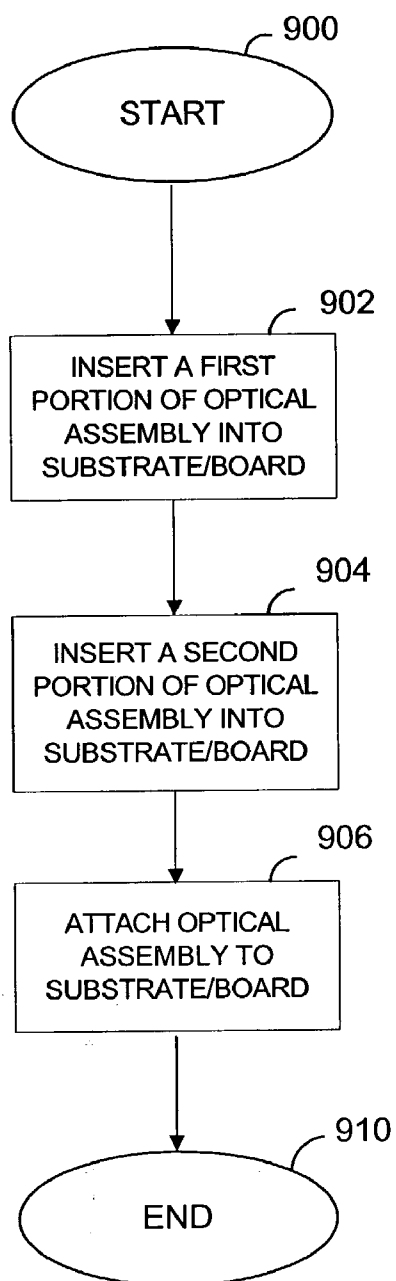 900
START
902
INSERT A FIRST
PORTION OF OPTICAL
ASSEMBLY INTO
SUBSTRATE/BOARD
904
INSERT A SECOND
PORTION OF OPTICAL
ASSEMBLY INTO
SUBSTRATE/BOARD
906
ATTACH OPTICAL
ASSEMBLY TO
SUBSTRATE/BOARD
910
END